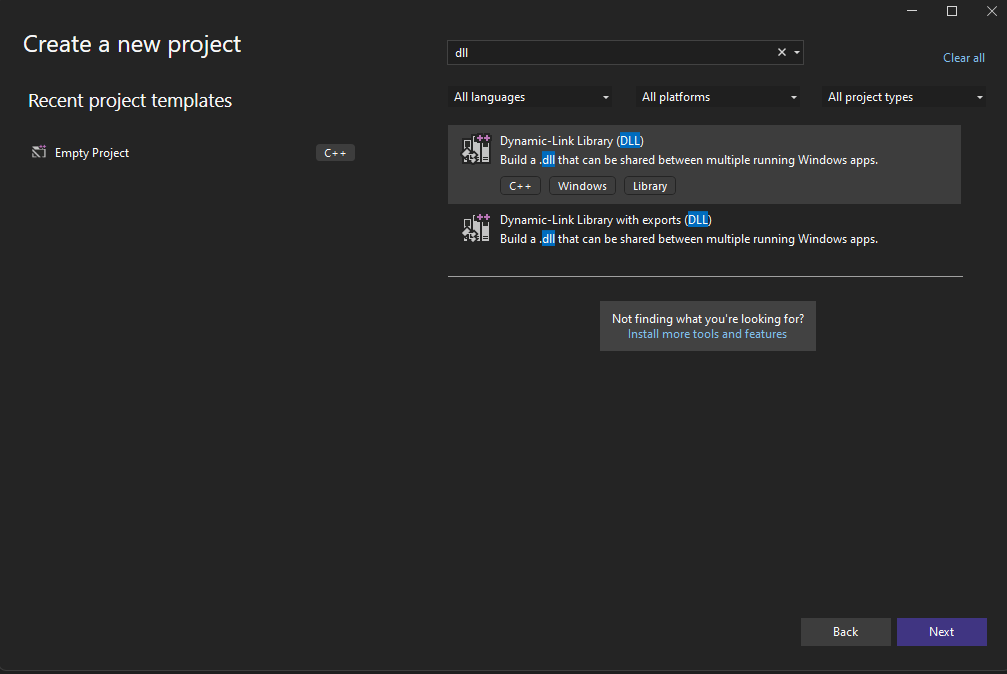 Create a new project
dll
Clear all
Recent project templates
All languages
All platforms
All project types
Empty Project
C++
Dynamic-Link Library (DLL)
Build a .dll that can be shared between multiple running Windows apps.
C++
Windows
Library
Dynamic-Link Library with exports (DLL)
Build a .dll that can be shared between multiple running Windows apps.
Not finding what you're looking for?
Install more tools and features
Back
Next